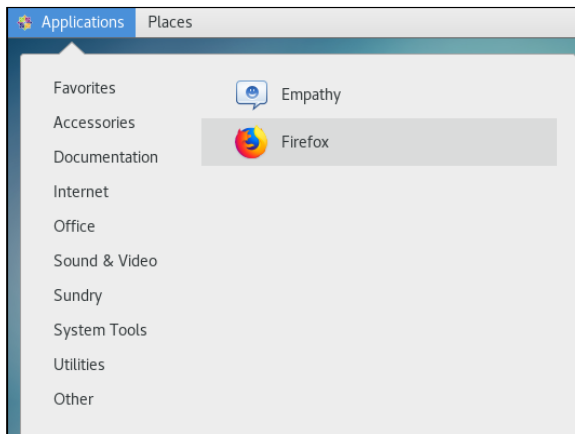 Applications Places
Favorites
Accessories
Documentation
Internet
Office
Sound & Video
Sundry
System Tools
Utilities
Other
Empathy
Firefox